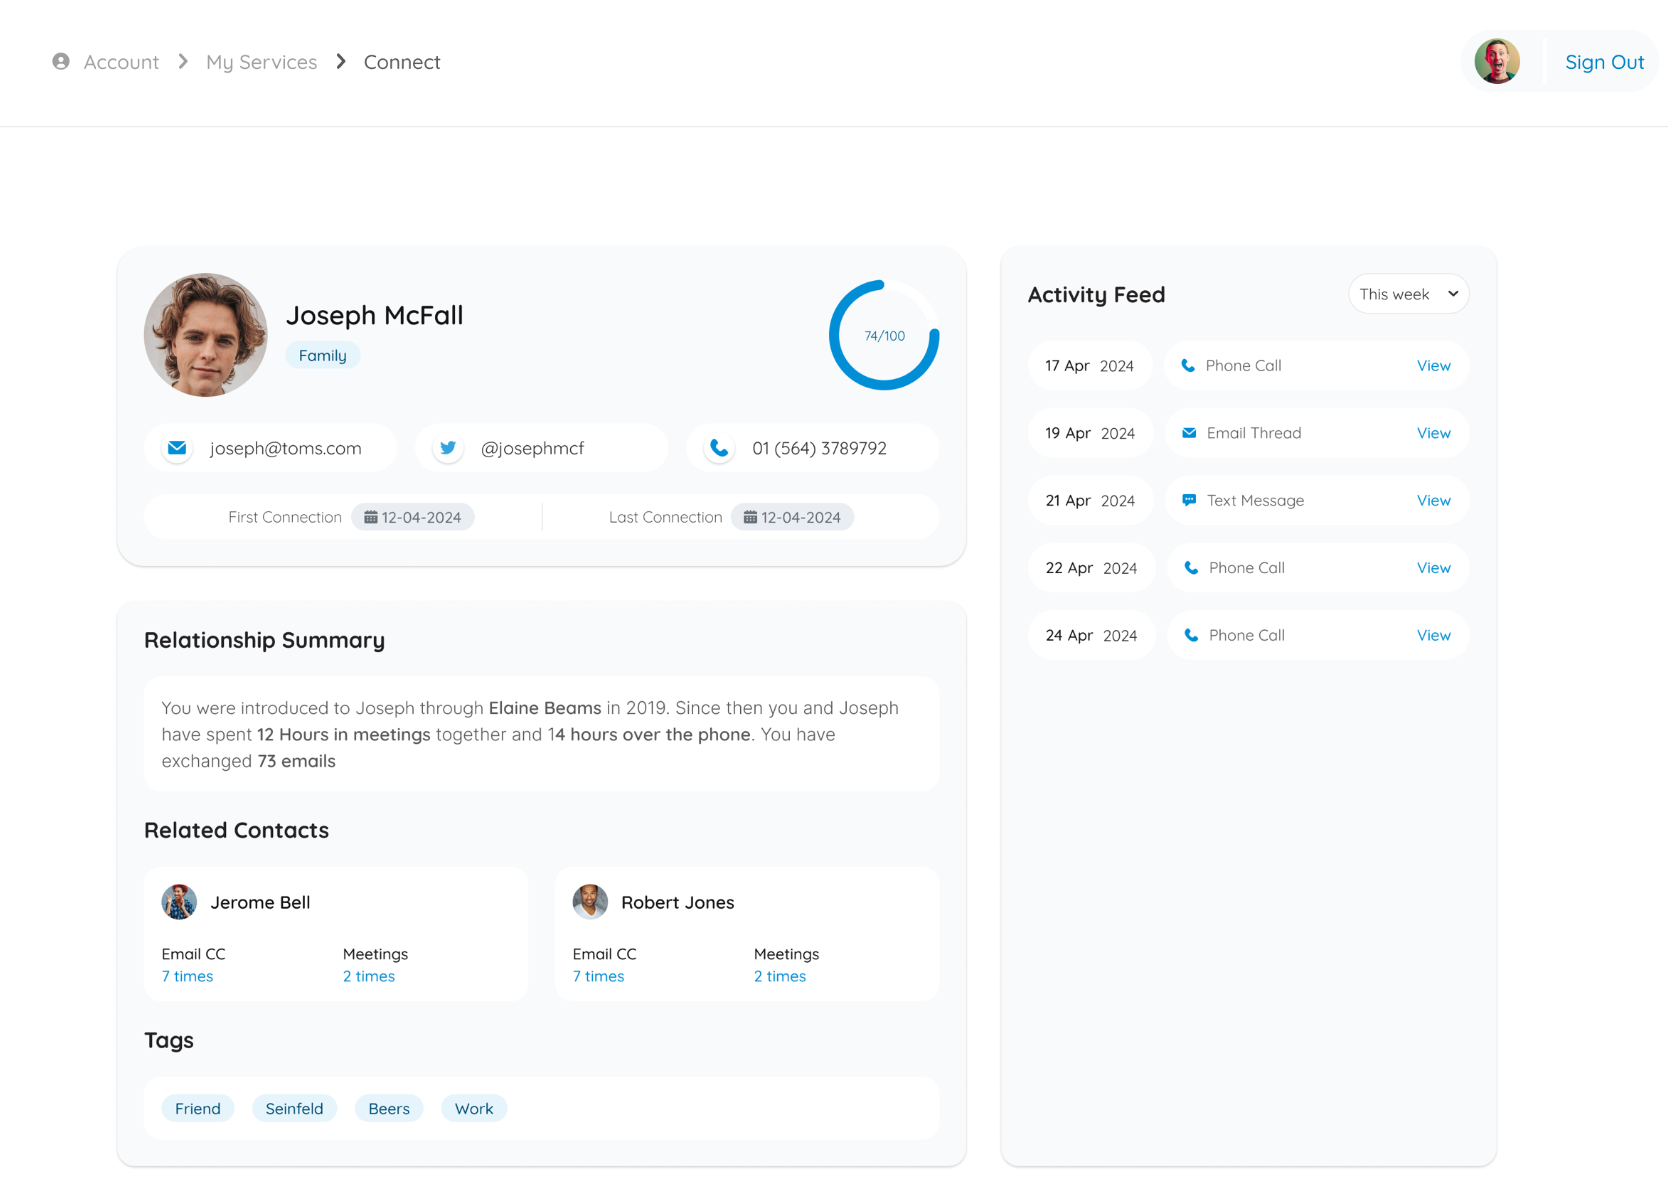 Account > My Services > Connect
Sign Out
Joseph McFall
Family
74/100
joseph@toms.com
@josephmcf
01 (564) 3789792
First Connection 12-04-2024
Last Connection 12-04-2024
Relationship Summary
You were introduced to Joseph through Elaine Beams in 2019. Since then you and Joseph
have spent 12 Hours in meetings together and 14 hours over the phone. You have
exchanged 73 emails
Related Contacts
Jerome Bell
Email CC Meetings
7 times 2 times
Robert Jones
Email CC Meetings
7 times 2 times
Tags
Friend Seinfeld Beers Work
Activity Feed
This week
17 Apr 2024 Phone Call View
19 Apr 2024 Email Thread View
21 Apr 2024 Text Message View
22 Apr 2024 Phone Call View
24 Apr 2024 Phone Call View